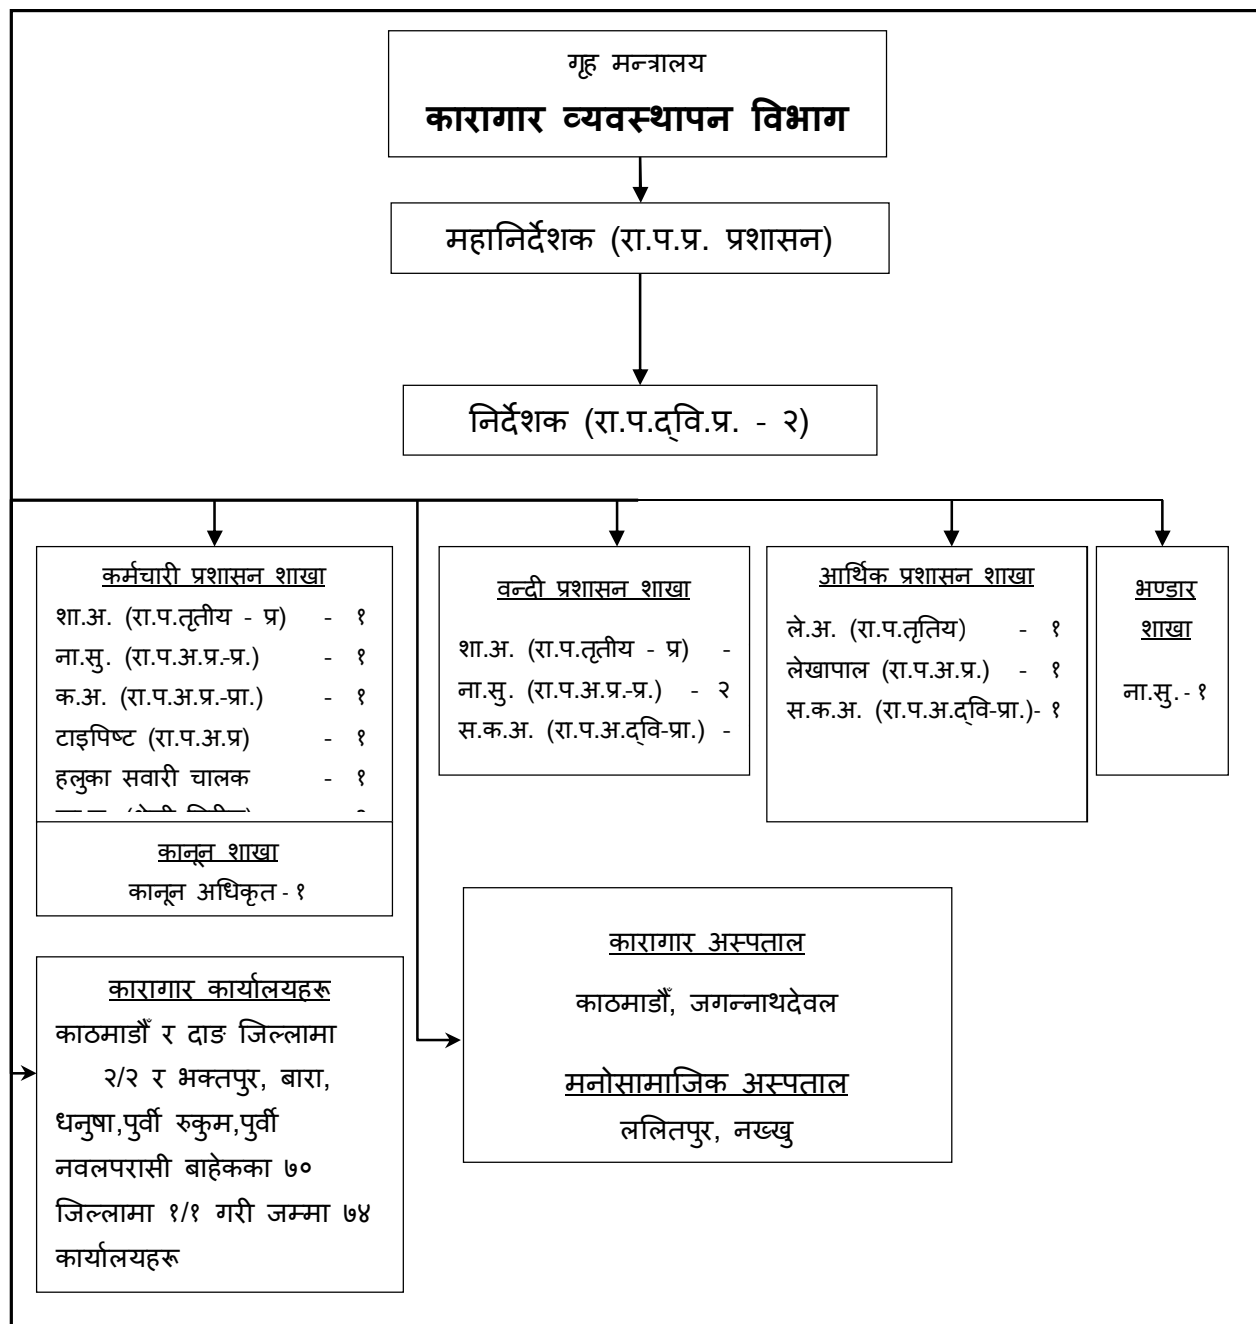 गृह मन्त्रालय
कारागार व्यवस्थापन विभाग
महानिर्देशक (रा.प.प्र. प्रशासन)
निर्देशक (रा.प.द्वि.प्र. - २)
कर्मचारी प्रशासन शाखा
शा.अ. (रा.प.तृतीय - प्र) - १
ना.सु. (रा.प.अ.प्र.-प्र.) - १
क.अ. (रा.प.अ.प्र.-प्रा.) - १
टाइपिष्ट (रा.प.अ.प्र) - १
हलुका सवारी चालक - १
कानून शाखा
कानून अधिकृत - १
वन्दी प्रशासन शाखा
शा.अ. (रा.प.तृतीय - प्र) -
ना.सु. (रा.प.अ.प्र.-प्र.) - २
स.क.अ. (रा.प.अ.द्वि-प्रा.) -
आर्थिक प्रशासन शाखा
ले.अ. (रा.प.तृतिय) - १
लेखापाल (रा.प.अ.प्र.) - १
स.क.अ. (रा.प.अ.द्वि-प्रा.)- १
भण्डार
शाखा
ना.सु.- १
कारागार कार्यालयहरू
काठमाडौँ र दाङ जिल्लामा
२/२ र भक्तपुर, बारा,
धनुषा,पुर्वी रुकुम,पुर्वी
नवलपरासी बाहेकका ७०
जिल्लामा १/१ गरी जम्मा ७४
कार्यालयहरू
कारागार अस्पताल
काठमाडौँ, जगन्नाथदेवल
मनोसामाजिक अस्पताल
ललितपुर, नख्खु